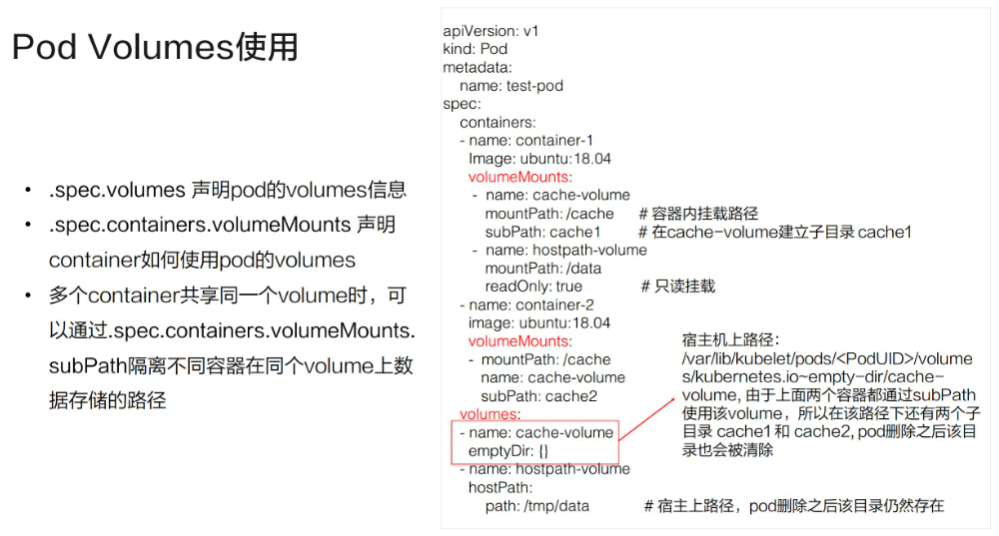 Pod Volumes使用
• .spec.volumes 声明pod的volumes信息
• .spec.containers.volumeMounts 声明
container如何使用pod的volumes
• 多个container共享同一个volume时，可
以通过.spec.containers.volumeMounts.
subPath隔离不同容器在同个volume上数
据存储的路径
apiVersion: v1
kind: Pod
metadata:
name: test-pod
spec:
containers:
- name: container-1
Image: ubuntu:18.04
volumeMounts:
- name: cache-volume
mountPath: /cache # 容器内挂载路径
subPath: cache1 # 在cache-volume建立子目录 cache1
- name: hostpath-volume
mountPath: /data
readOnly: true # 只读挂载
- name: container-2
image: ubuntu:18.04
volumeMounts:
- mountPath: /cache
name: cache-volume
subPath: cache2
volumes:
- name: cache-volume
emptyDir: {}
- name: hostpath-volume
hostPath:
path: /tmp/data # 宿主上路径，pod删除之后该目录仍然存在
宿主机上路径：
/var/lib/kubelet/pods/<PodUID>/volume
s/kubernetes.io~empty-dir/cache-
volume, 由于上面两个容器都通过subPath
使用该volume，所以在该路径下还有两个子
目录 cache1 和 cache2, pod删除之后该目
录也会被清除